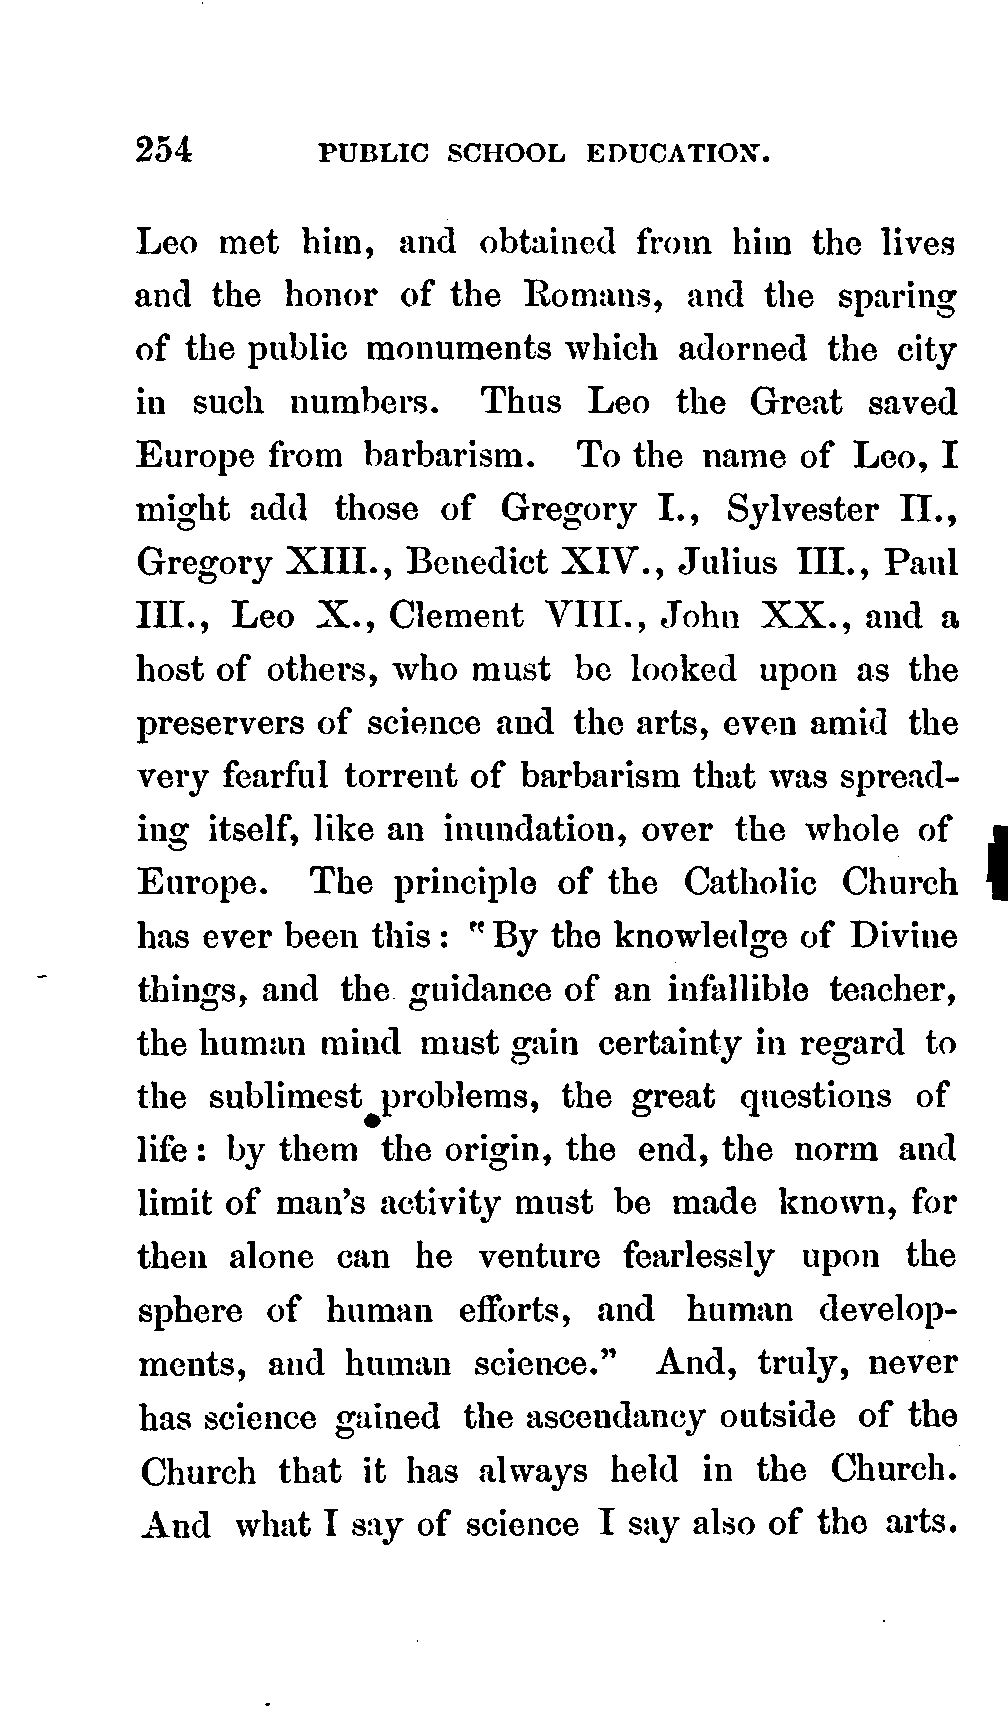 254 PUBLIC SCHOOL EDUCATION.
Leo met him, and obtained from him the lives
and the honor of the Romans, and the sparing
of the public monuments which adorned the city
in such numbers. Thus Leo the Great saved
Europe from barbarism. To the name of Leo, I
might add those of Gregory I., Sylvester II.,
Gregory XIII., Benedict XIV., Julius III., Paul
III., Leo X., Clement VIII., John XX., and a
host of others, who must be looked upon as the
preservers of science and the arts, even amid the
very fearful torrent of barbarism that was spread-
ing itself, like an inundation, over the whole of
Europe. The principle of the Catholic Church
has ever been this: "By the knowledge of Divine
things, and the guidance of an infallible teacher,
the human mind must gain certainty in regard to
the sublimest problems, the great questions of
life: by them the origin, the end, the norm and
limit of man's activity must be made known, for
then alone can he venture fearlessly upon the
sphere of human efforts, and human develop-
ments, and human science." And, truly, never
has science gained the ascendancy outside of the
Church that it has always held in the Church.
And what I say of science I say also of the arts.